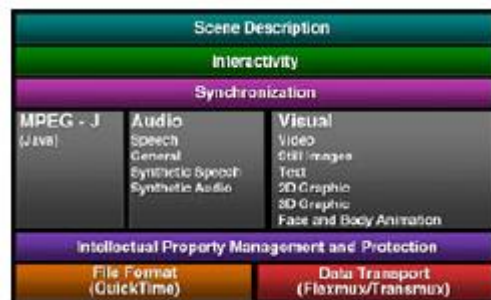 Scene Description
Interactivity
Synchronization
MPEG - J
(Java)
Audio
Speech
General
Synthetic Speech
Synthetic Audio
Visual
Video
Still Images
Text
2D Graphic
3D Graphic
Face and Body Animation
Intellectual Property Management and Protection
File Format
(QuickTime)
Data Transport
(Flexmux/Transmux)